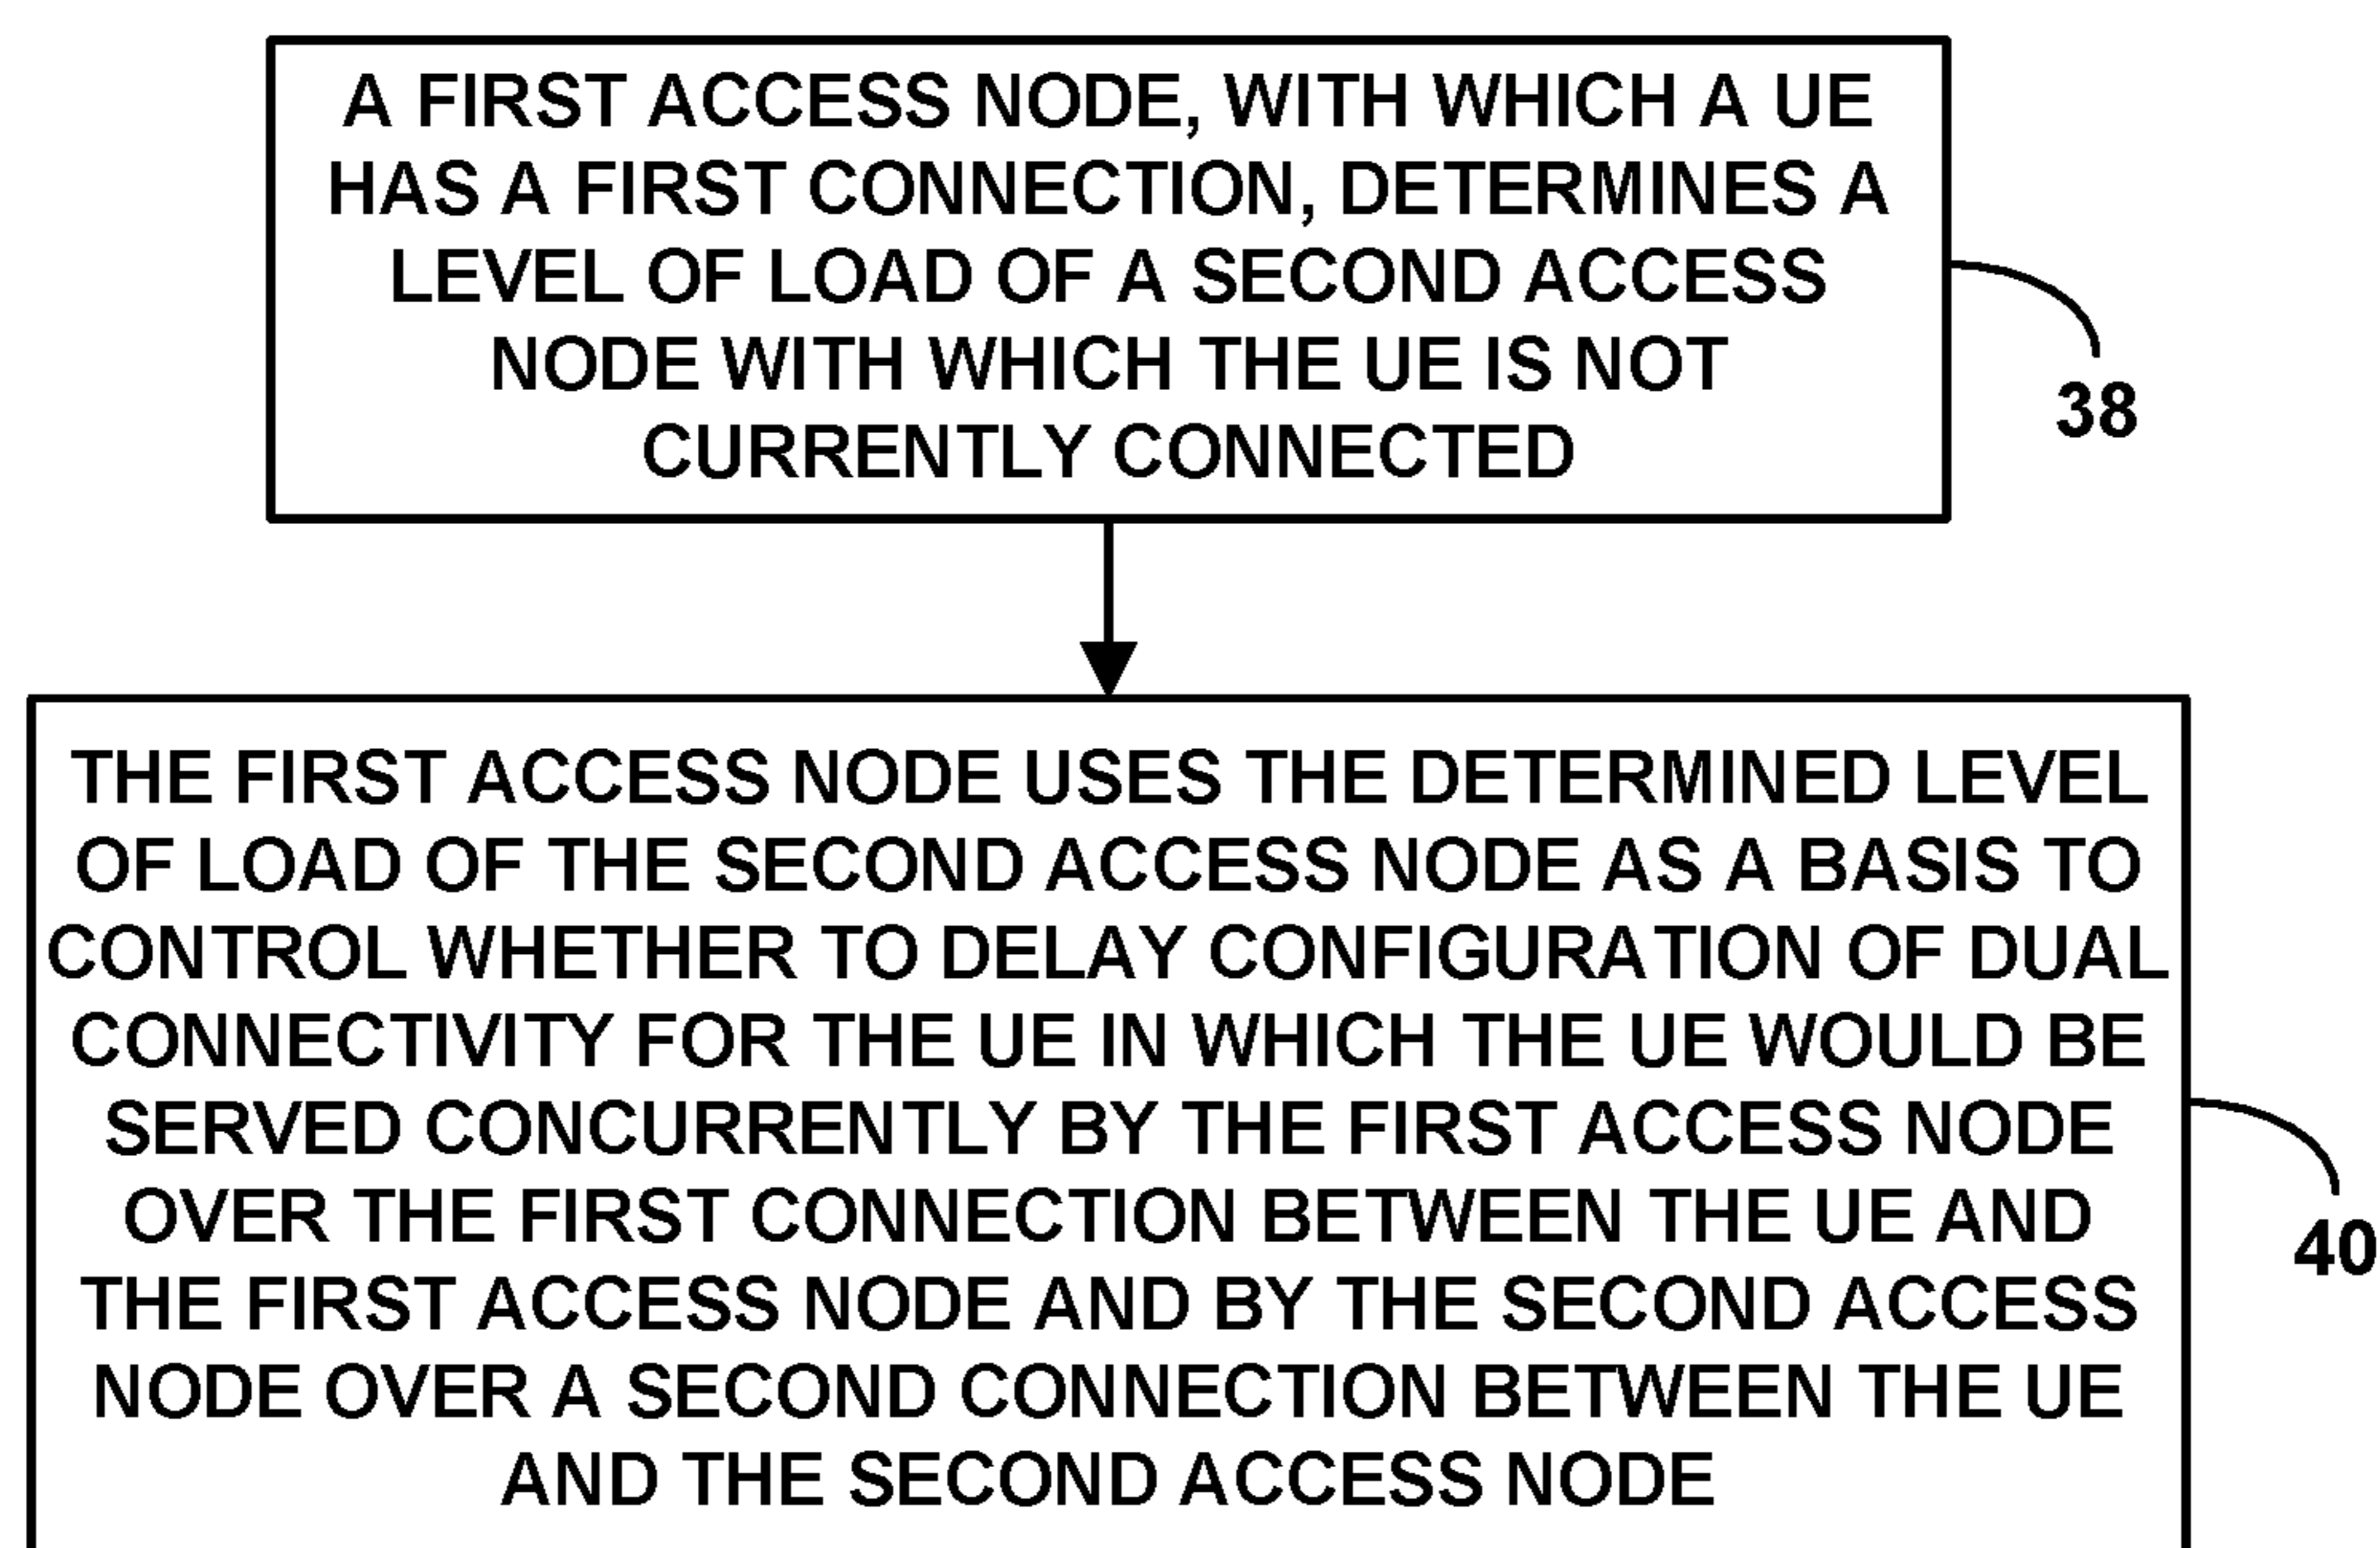 A FIRST ACCESS NODE, WITH WHICH A UE
HAS A FIRST CONNECTION, DETERMINES A
LEVEL OF LOAD OF A SECOND ACCESS
NODE WITH WHICH THE UE IS NOT
CURRENTLY CONNECTED
38
THE FIRST ACCESS NODE USES THE DETERMINED LEVEL
OF LOAD OF THE SECOND ACCESS NODE AS A BASIS TO
CONTROL WHETHER TO DELAY CONFIGURATION OF DUAL
CONNECTIVITY FOR THE UE IN WHICH THE UE WOULD BE
SERVED CONCURRENTLY BY THE FIRST ACCESS NODE
OVER THE FIRST CONNECTION BETWEEN THE UE AND
THE FIRST ACCESS NODE AND BY THE SECOND ACCESS
NODE OVER A SECOND CONNECTION BETWEEN THE UE
AND THE SECOND ACCESS NODE
40